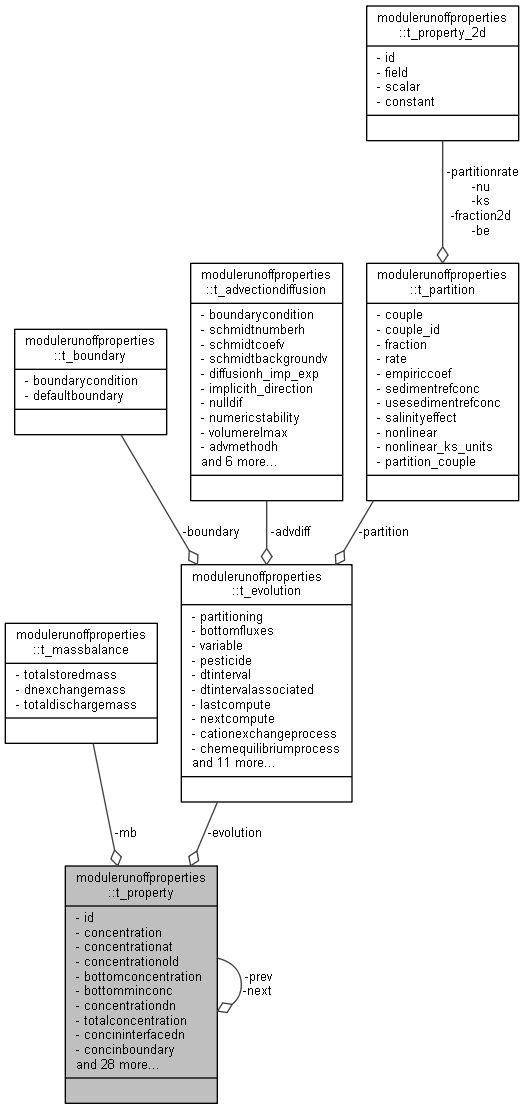 modulerunoffproperties
::t_property_2d
- id
- field
- scalar
- constant
-partitionrate
-nu
-ks
-fraction2d
-be
modulerunoffproperties
::t_advectiondiffusion
- boundarycondition
- schmidtnumberh
- schmidtcoefv
- schmidtbackgroundv
- diffusionh_imp_exp
- implicith_direction
- nulldif
- numericstability
- volumerelmax
- advmethodh
and 6 more...
modulerunoffproperties
::t_partition
- couple
- couple_id
- fraction
- rate
- empiriccoef
- sedimentrefconc
- usesedimentrefconc
- salinityeffect
- nonlinear
- nonlinear_ks_units
- partition_couple
modulerunoffproperties
::t_boundary
- boundarycondition
- defaultboundary
-boundary
-advdiff
-partition
modulerunoffproperties
::t_evolution
- partitioning
- bottomfluxes
- variable
- pesticide
- dtinterval
- dtintervalassociated
- lastcompute
- nextcompute
- cationexchangeprocess
- chemequilibriumprocess
and 11 more...
modulerunoffproperties
::t_massbalance
- totalstoredmass
- dnexchangemass
- totaldischargemass
-mb
-evolution
modulerunoffproperties
::t_property
- id
- concentration
- concentrationat
- concentrationold
- bottomconcentration
- bottomminconc
- concentrationdn
- totalconcentration
- concininterfacedn
- concinboundary
and 28 more...
-prev
-next